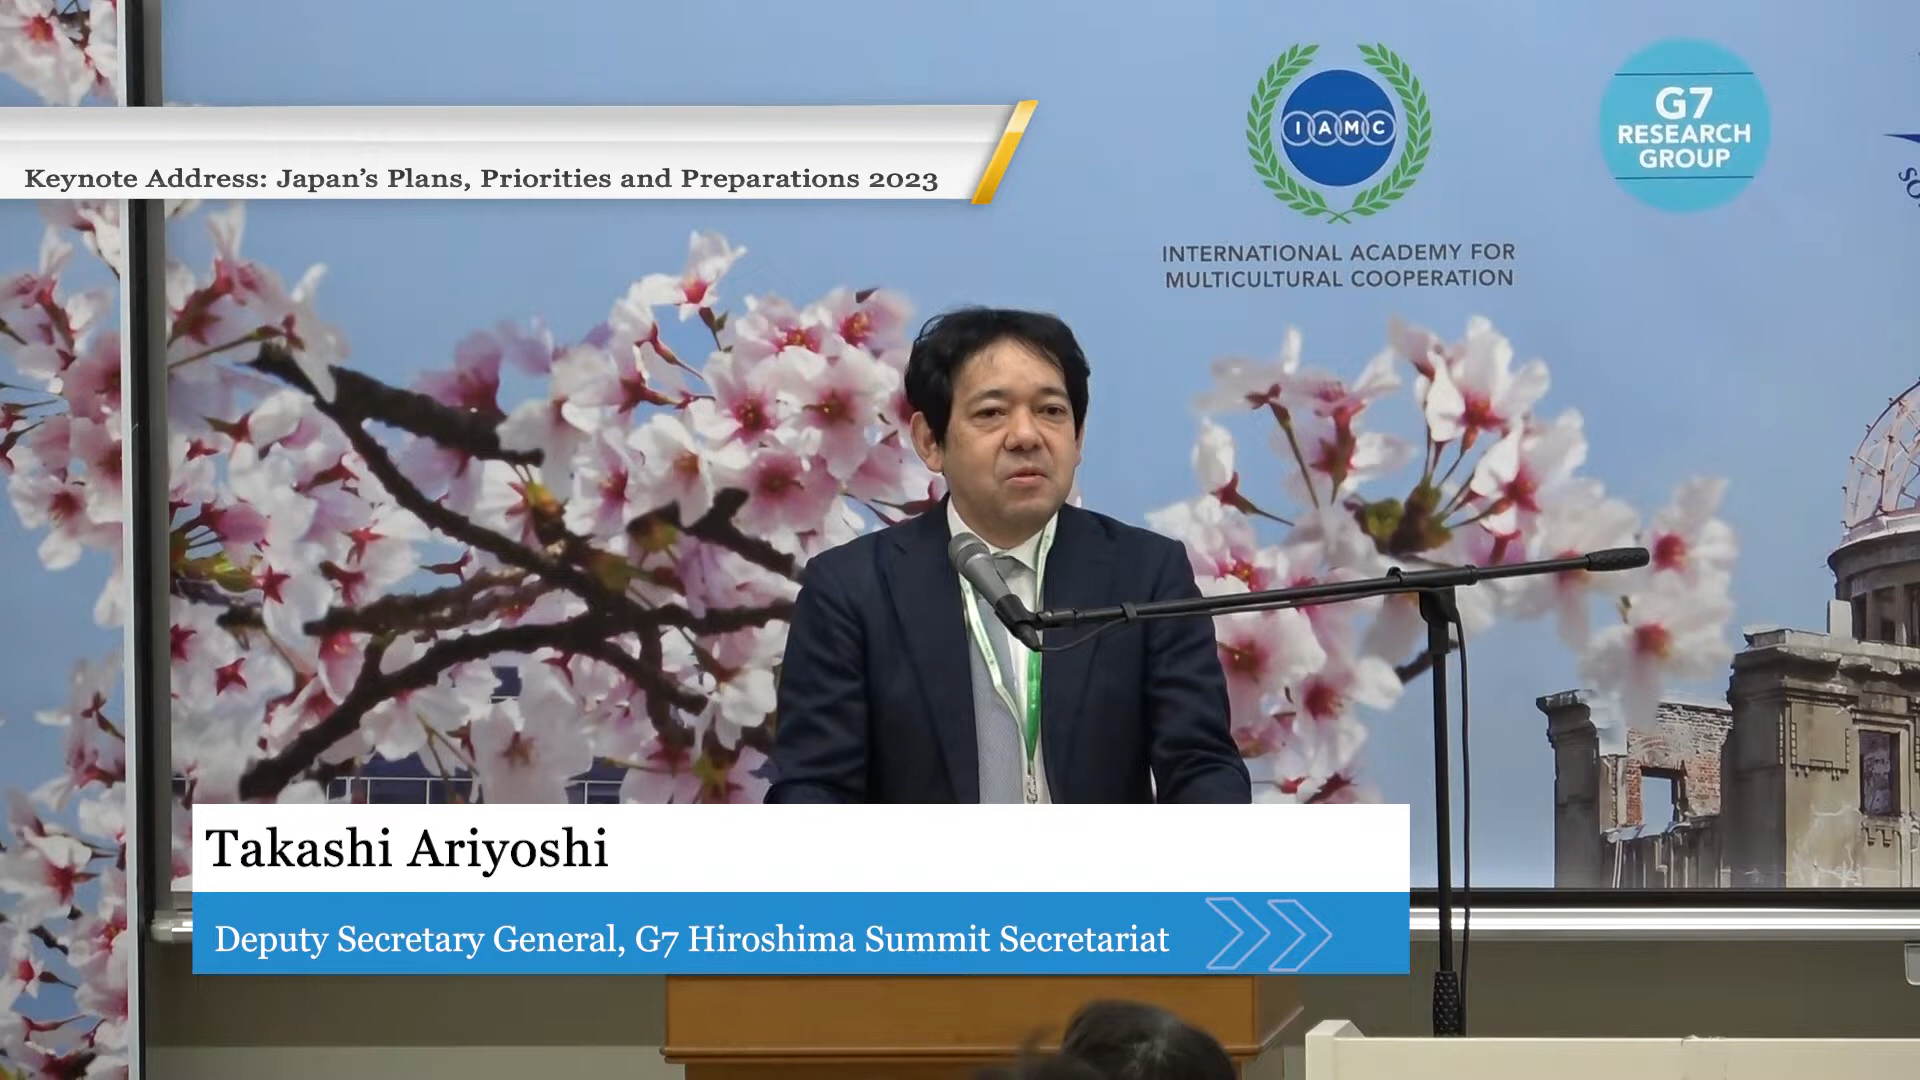 I A M C
G7
RESEARCH
GROUP
Keynote Address: Japan's Plans, Priorities and Preparations 2023
INTERNATIONAL ACADEMY FOR
MULTICULTURAL COOPERATION
Takashi Ariyoshi
Deputy Secretary General, G7 Hiroshima Summit Secretariat